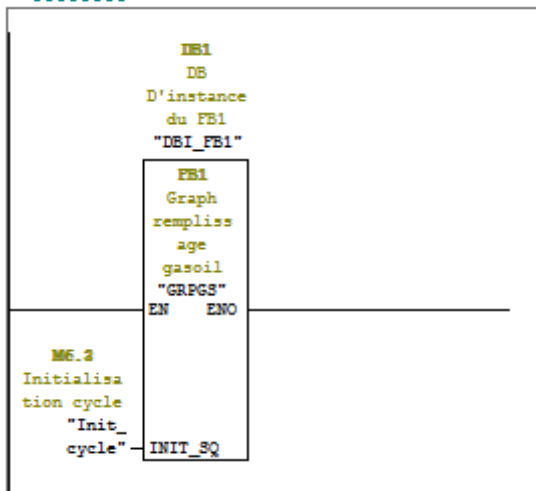 DB1
DB
D'instance
du FB1
"DBI_FB1"
FB1
Graph
rempliss
age
gasoil
"GRPGS"
EN ENO
M6.3
Initialisa
tion cycle
"Init_
cycle"
INIT_SQ